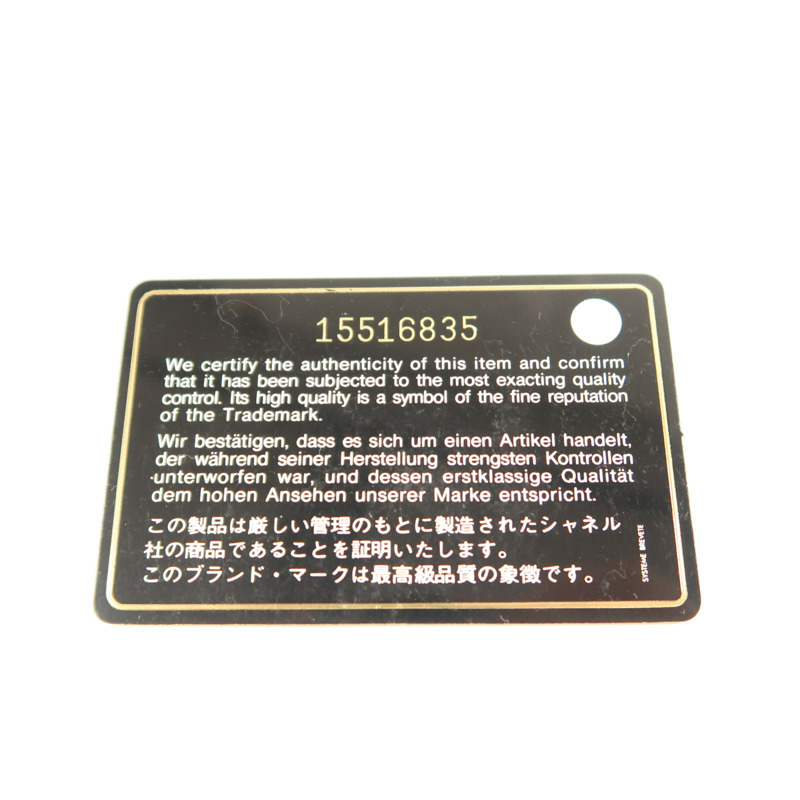 15516835
We certify the authenticity of this item and confirm
that it has been subjected to the most exacting quality
control. Its high quality is a symbol of the fine reputation
of the Trademark.
Wir bestätigen, dass es sich um einen Artikel handelt,
der während seiner Herstellung strengsten Kontrollen
unterworfen war, und dessen erstklassige Qualität
dem hohen Ansehen unserer Marke entspricht.
この製品は厳しい管理のもとに製造されたシャネル
社の商品であることを証明いたします。
このブランド・マークは最高級品質の象徴です。
SYSTEME BREVETE